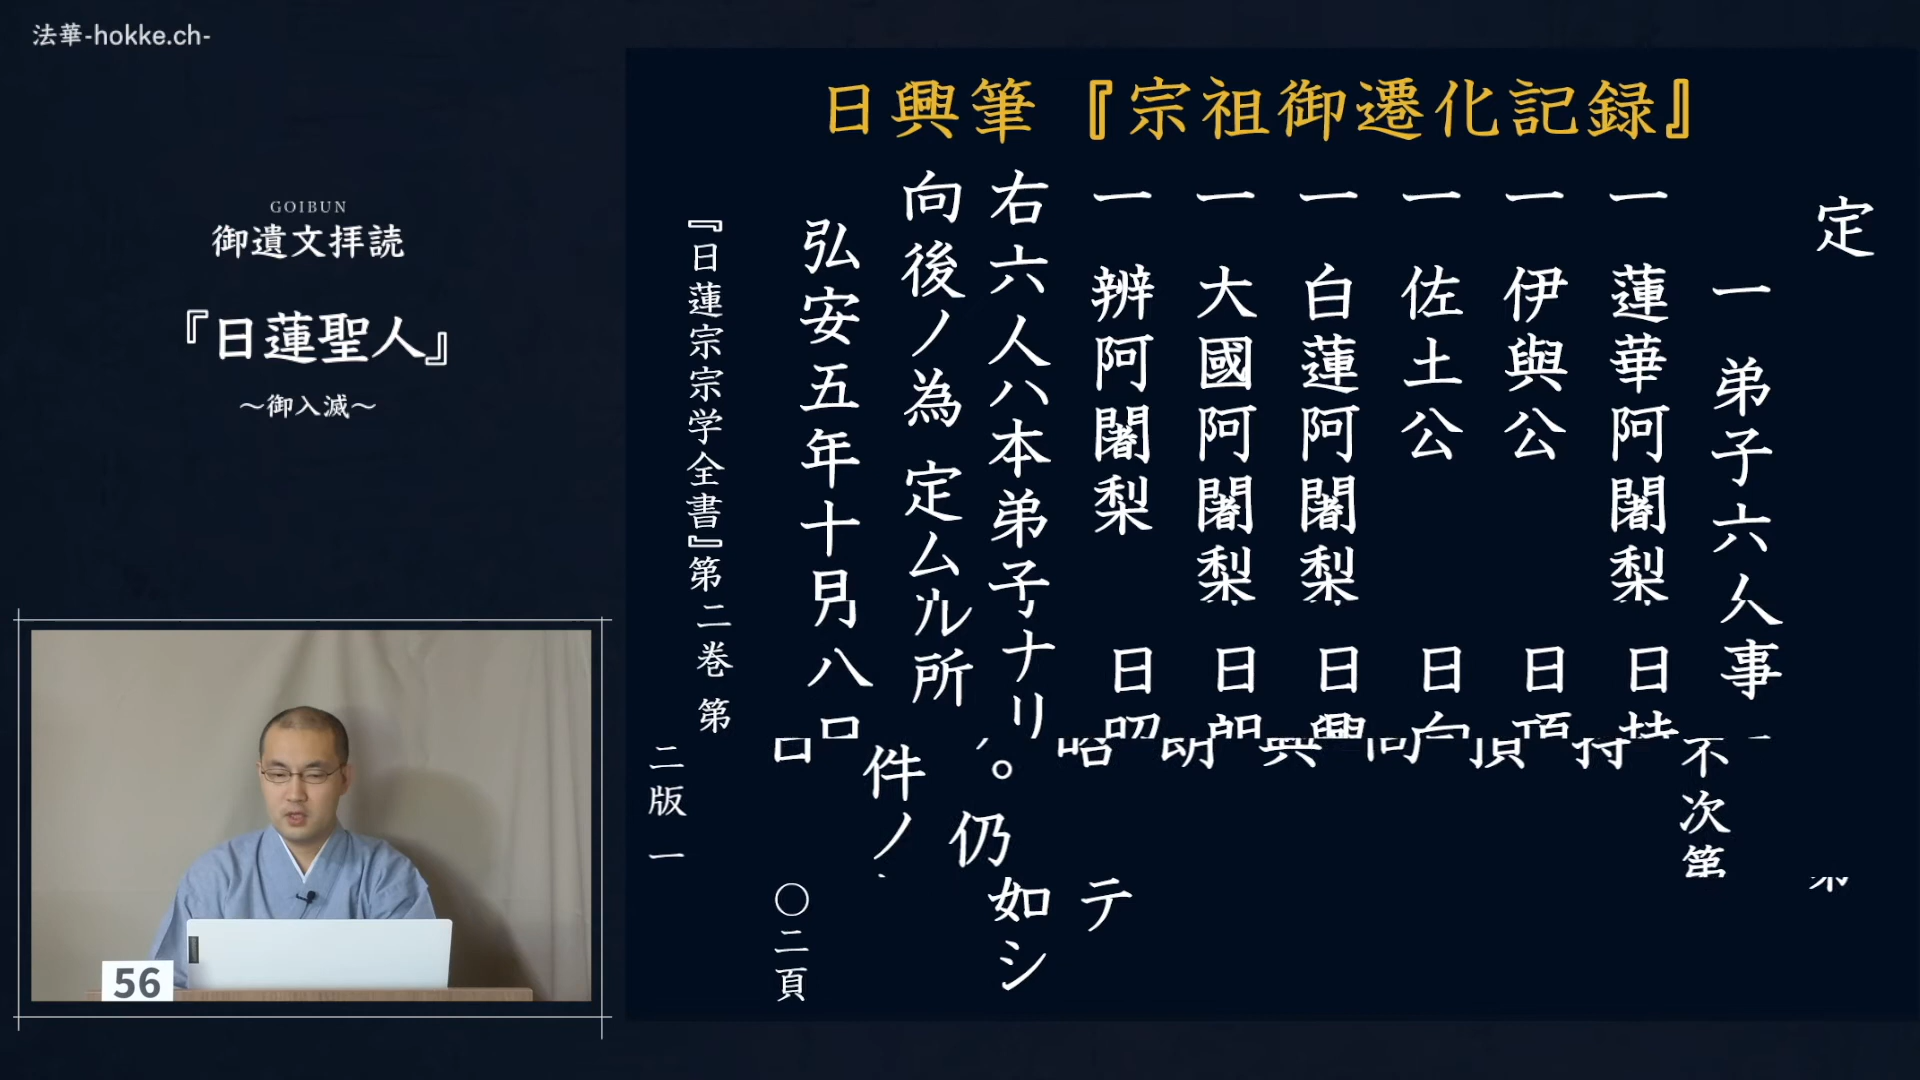 法華-hokke.ch-
GOIBUN
御遺文拝読
『日蓮聖人』
～御入滅～
56
日興筆『宗祖御遷化記録』
定
一 弟子六人事 不次第
一 蓮華阿闍梨 日持
一 伊與公 日頂
一 佐土公 日向
一 白蓮阿闍梨 日興
一 大國阿闍梨 日朗
一 辨阿闍梨 日昭
右六人ハ本弟子ナリ。仍テ
向後ノ為 定ムル所 件ノ如シ
弘安五年十月八日
『日蓮宗宗学全書』第二巻 第二版 一〇二頁